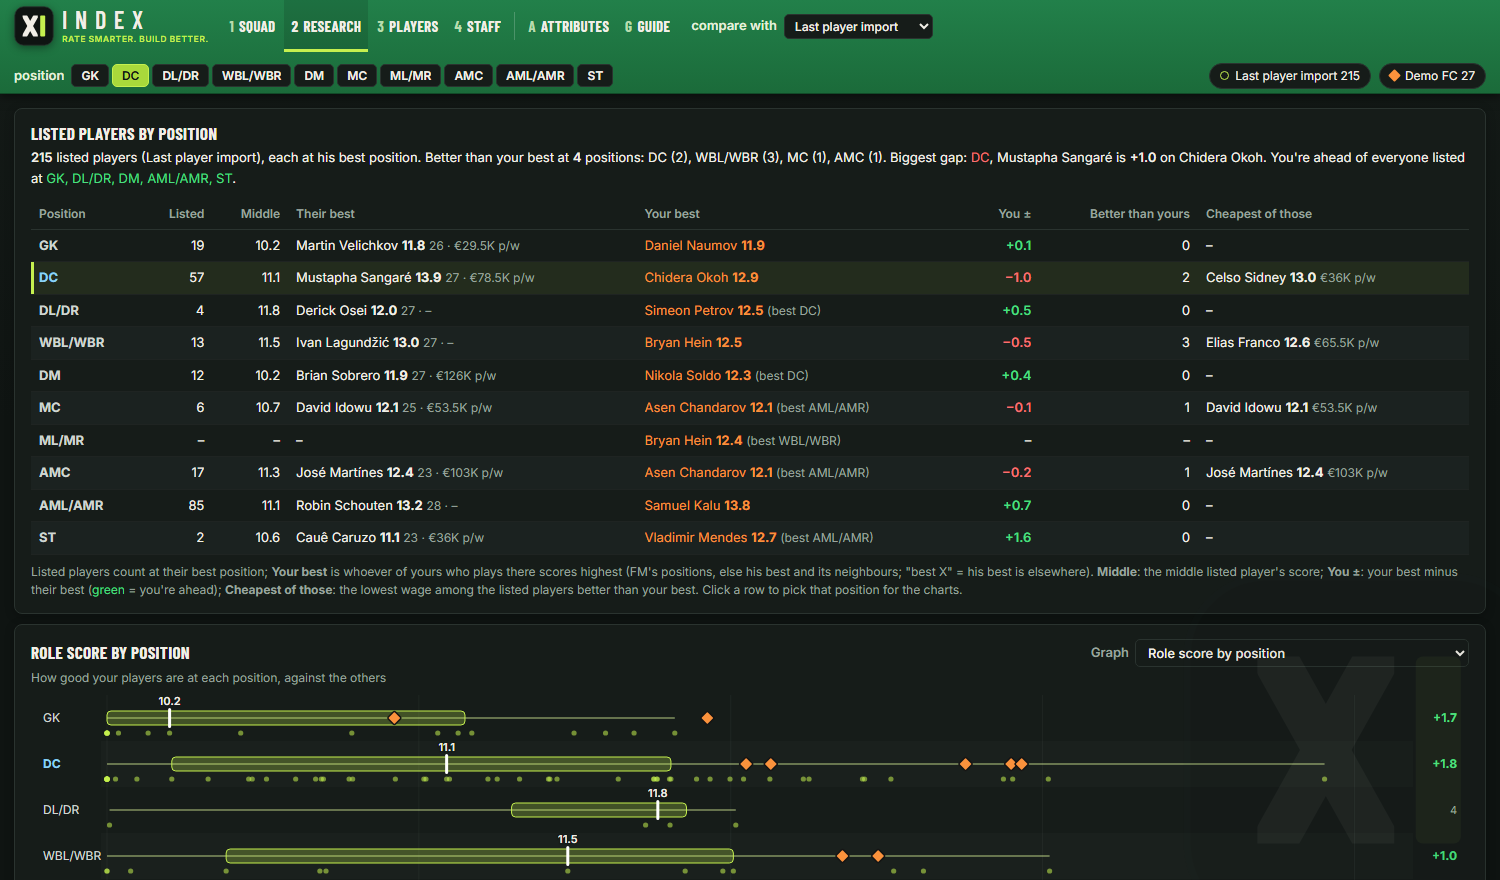 XI INDEX
RATE SMARTER. BUILD BETTER.
1 SQUAD 2 RESEARCH 3 PLAYERS 4 STAFF A ATTRIBUTES G GUIDE compare with Last player import
position GK DC DL/DR WBL/WBR DM MC ML/MR AMC AML/AMR ST Last player import 215 Demo FC 27
LISTED PLAYERS BY POSITION
215 listed players (Last player import), each at his best position. Better than your best at 4 positions: DC (2), WBL/WBR (3), MC (1), AMC (1). Biggest gap: DC, Mustapha Sangaré is +1.0 on Chidera Okoh. You're ahead of everyone listed
at GK, DL/DR, DM, AML/AMR, ST.
Position Listed Middle Their best Your best You ± Better than yours Cheapest of those
GK 19 10.2 Martin Velichkov 11.8 26 · €29.5K p/w Daniel Naumov 11.9 +0.1 0 –
DC 57 11.1 Mustapha Sangaré 13.9 27 · €78.5K p/w Chidera Okoh 12.9 −1.0 2 Celso Sidney 13.0 €36K p/w
DL/DR 4 11.8 Derick Osei 12.0 27 · – Simeon Petrov 12.5 (best DC) +0.5 0 –
WBL/WBR 13 11.5 Ivan Lagundžić 13.0 27 · – Bryan Hein 12.5 −0.5 3 Elias Franco 12.6 €65.5K p/w
DM 12 10.2 Brian Sobrero 11.9 27 · €126K p/w Nikola Soldo 12.3 (best DC) +0.4 0 –
MC 6 10.7 David Idowu 12.1 25 · €53.5K p/w Asen Chandarov 12.1 (best AML/AMR) −0.1 1 David Idowu 12.1 €53.5K p/w
ML/MR – – – Bryan Hein 12.4 (best WBL/WBR) – – –
AMC 17 11.3 José Martínes 12.4 23 · €103K p/w Asen Chandarov 12.1 (best AML/AMR) −0.2 1 José Martínes 12.4 €103K p/w
AML/AMR 85 11.1 Robin Schouten 13.2 28 · – Samuel Kalu 13.8 +0.7 0 –
ST 2 10.6 Cauê Caruzo 11.1 23 · €36K p/w Vladimir Mendes 12.7 (best AML/AMR) +1.6 0 –
Listed players count at their best position; Your best is whoever of yours who plays there scores highest (FM's positions, else his best and its neighbours; "best X" = his best is elsewhere). Middle: the middle listed player's score; You ±: your best minus
their best (green = you're ahead); Cheapest of those: the lowest wage among the listed players better than your best. Click a row to pick that position for the charts.
ROLE SCORE BY POSITION Graph Role score by position
How good your players are at each position, against the others
10.2
GK +1.7
11.1
DC +1.8
11.8
DL/DR 4
11.5
WBL/WBR +1.0
XI